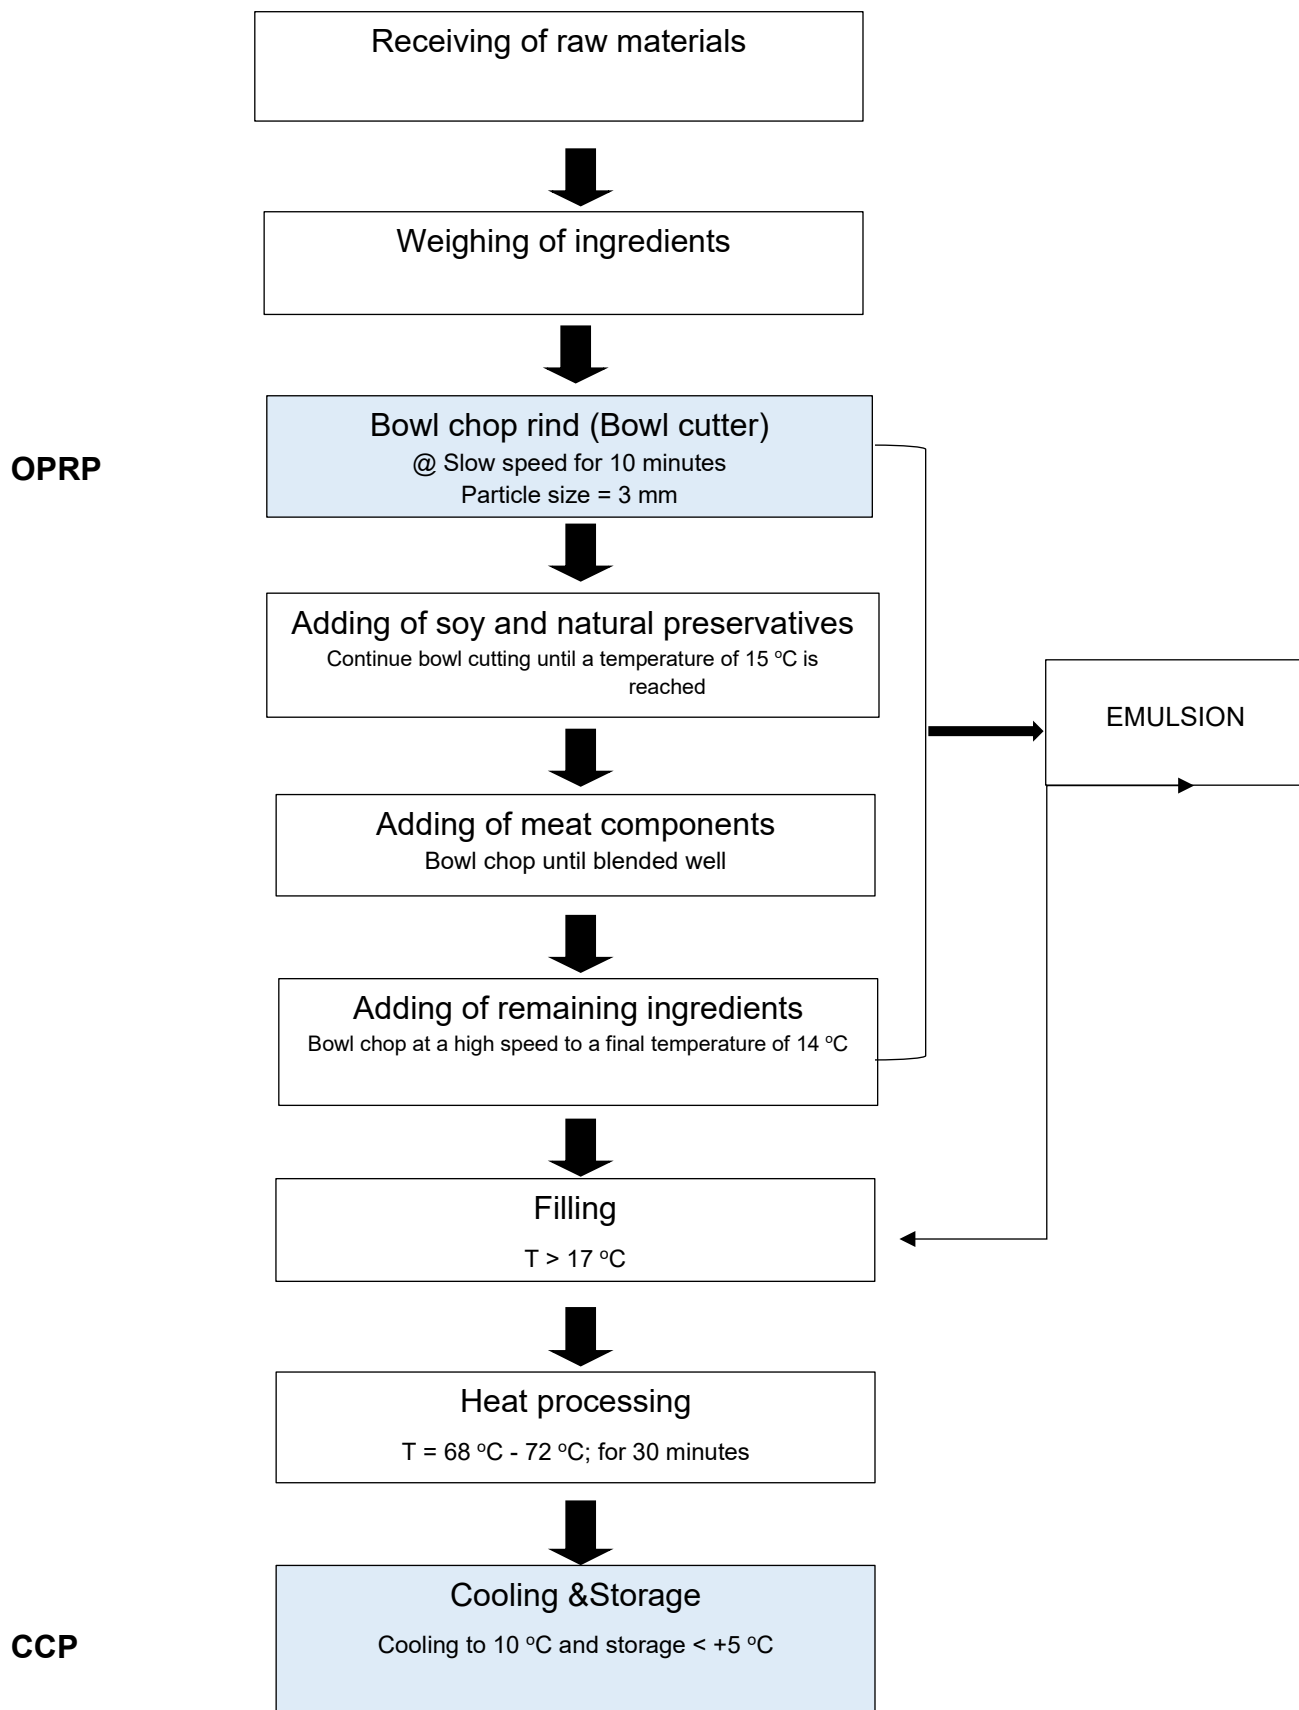 Receiving of raw materials
Weighing of ingredients
Bowl chop rind (Bowl cutter)
@ Slow speed for 10 minutes
Particle size = 3 mm
OPRP
Adding of soy and natural preservatives
Continue bowl cutting until a temperature of 15 ºC is
reached
EMULSION
Adding of meat components
Bowl chop until blended well
Adding of remaining ingredients
Bowl chop at a high speed to a final temperature of 14 ºC
Filling
T > 17 ºC
Heat processing
T = 68 ºC - 72 ºC; for 30 minutes
Cooling &Storage
Cooling to 10 ºC and storage < +5 ºC
CCP